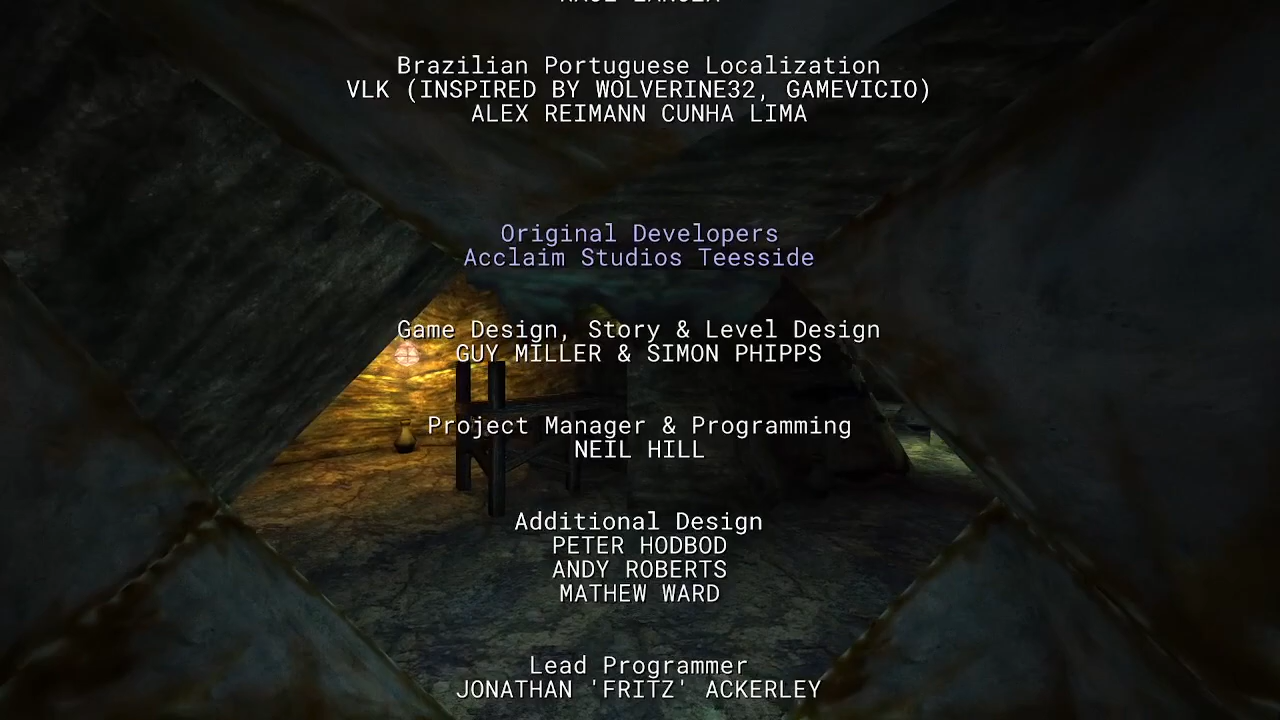 Brazilian Portuguese Localization
VLK (INSPIRED BY WOLVERINE32, GAMEVICIO)
ALEX REIMANN CUNHA LIMA
Original Developers
Acclaim Studios Teesside
Game Design, Story & Level Design
GUY MILLER & SIMON PHIPPS
Project Manager & Programming
NEIL HILL
Additional Design
PETER HODBOD
ANDY ROBERTS
MATHEW WARD
Lead Programmer
JONATHAN 'FRITZ' ACKERLEY